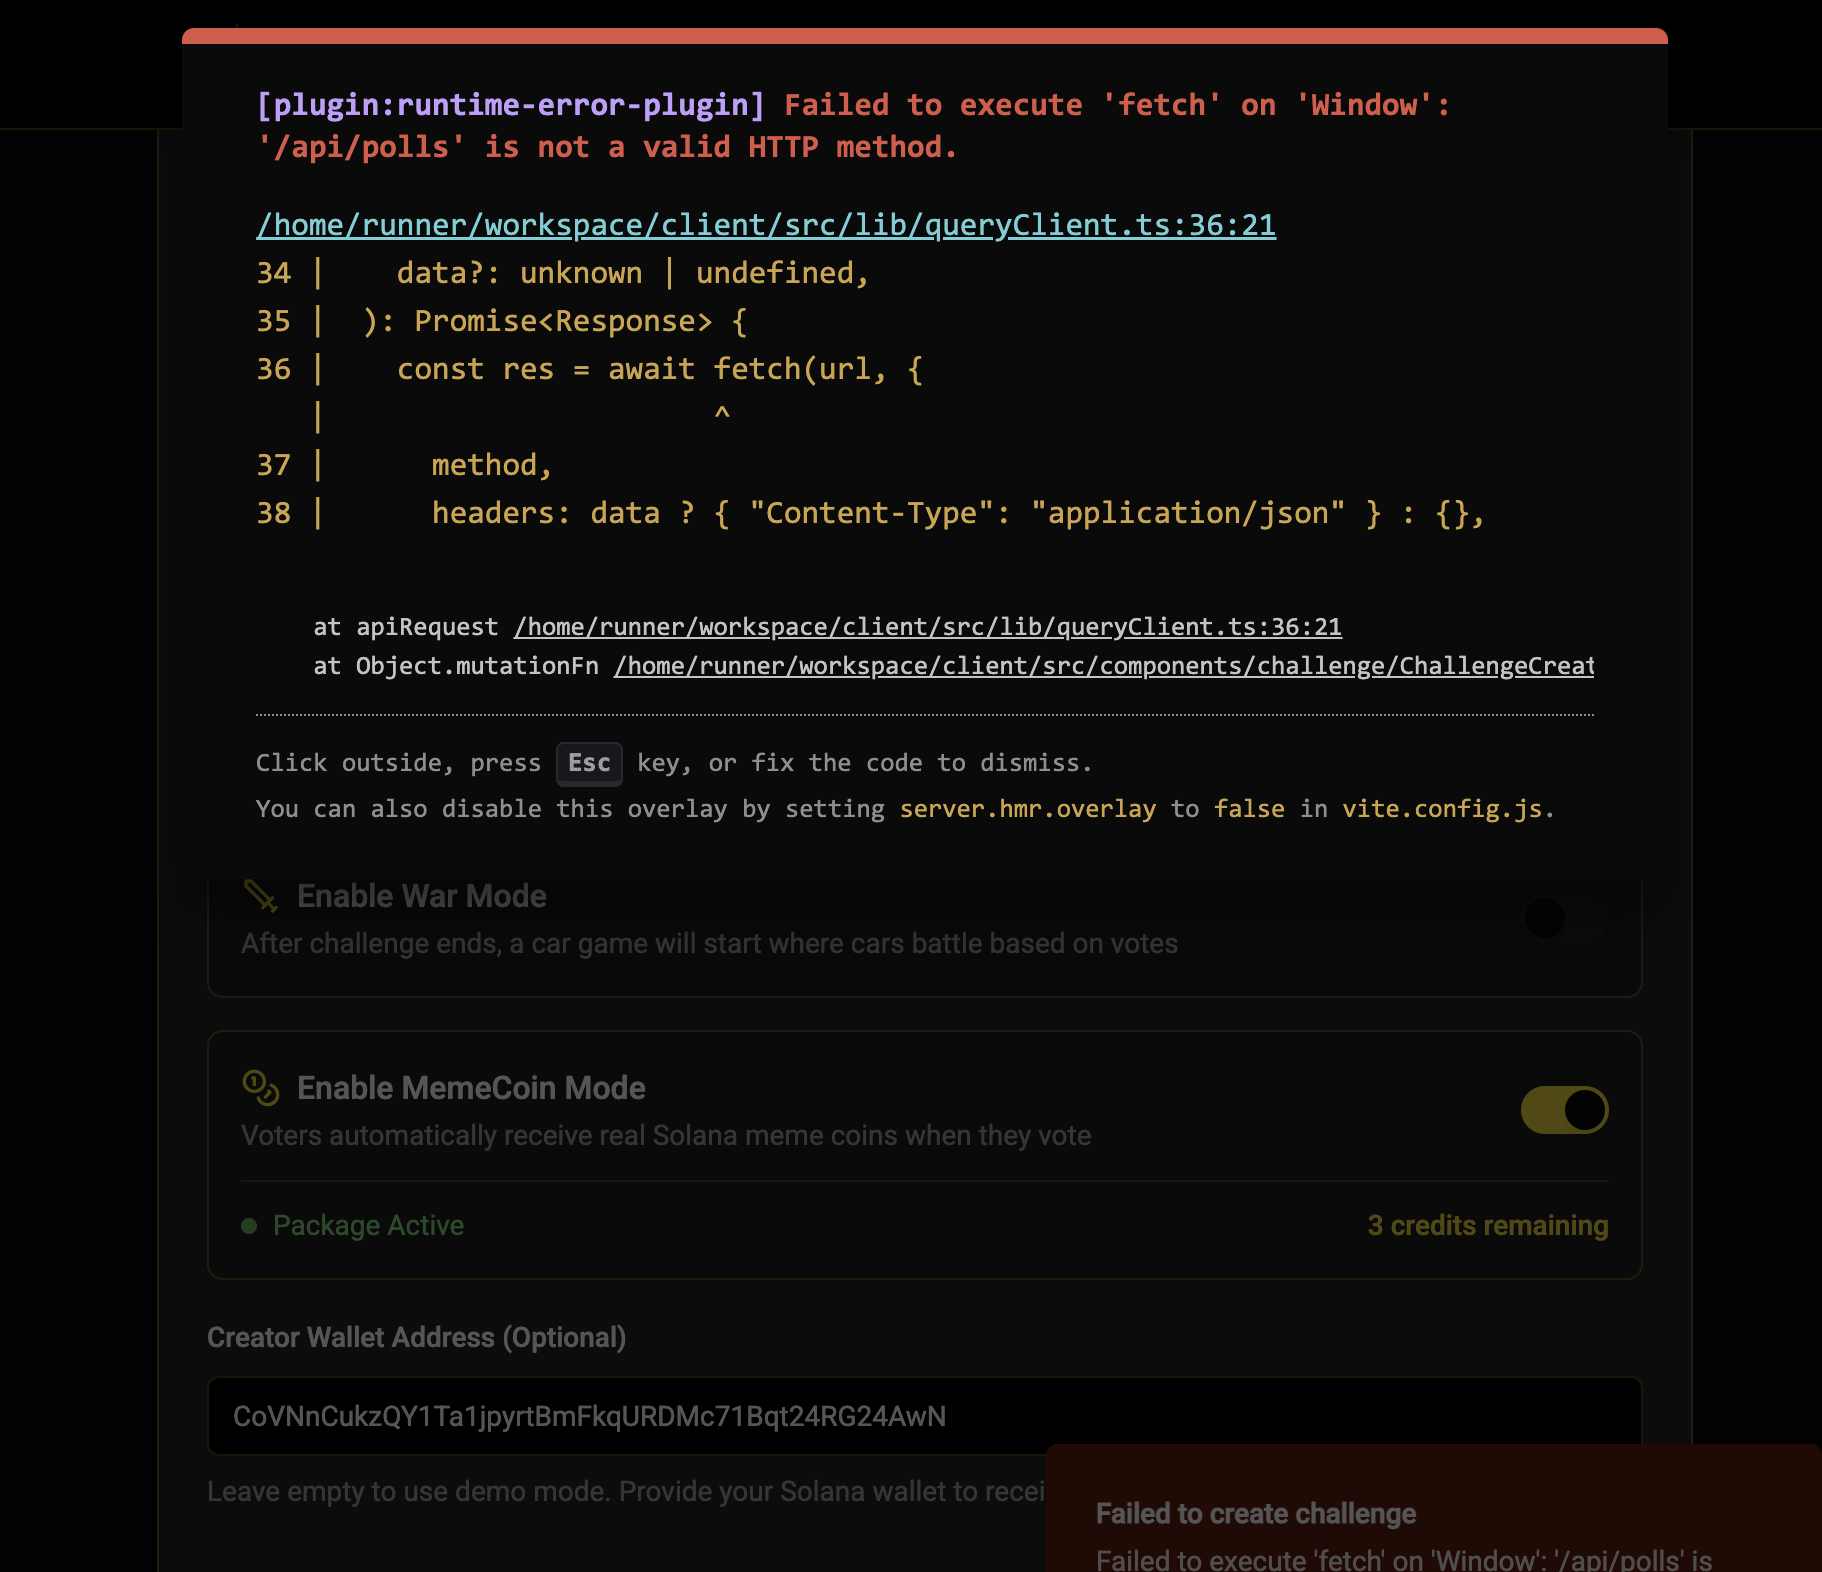 [plugin:runtime-error-plugin] Failed to execute 'fetch' on 'Window':
'/api/polls' is not a valid HTTP method.
/home/runner/workspace/client/src/lib/queryClient.ts:36:21
34 |    data?: unknown | undefined,
35 |  ): Promise<Response> {
36 |    const res = await fetch(url, {
   |                      ^
37 |      method,
38 |      headers: data ? { "Content-Type": "application/json" } : {},
at apiRequest /home/runner/workspace/client/src/lib/queryClient.ts:36:21
at Object.mutationFn /home/runner/workspace/client/src/components/challenge/ChallengeCreat
Click outside, press Esc key, or fix the code to dismiss.
You can also disable this overlay by setting server.hmr.overlay to false in vite.config.js.
Enable War Mode
After challenge ends, a car game will start where cars battle based on votes
Enable MemeCoin Mode
Voters automatically receive real Solana meme coins when they vote
Package Active
3 credits remaining
Creator Wallet Address (Optional)
CoVNnCukzQY1Ta1jpyrtBmFkqURDMc71Bqt24RG24AwN
Leave empty to use demo mode. Provide your Solana wallet to recei
Failed to create challenge
Failed to execute 'fetch' on 'Window': '/api/polls' is